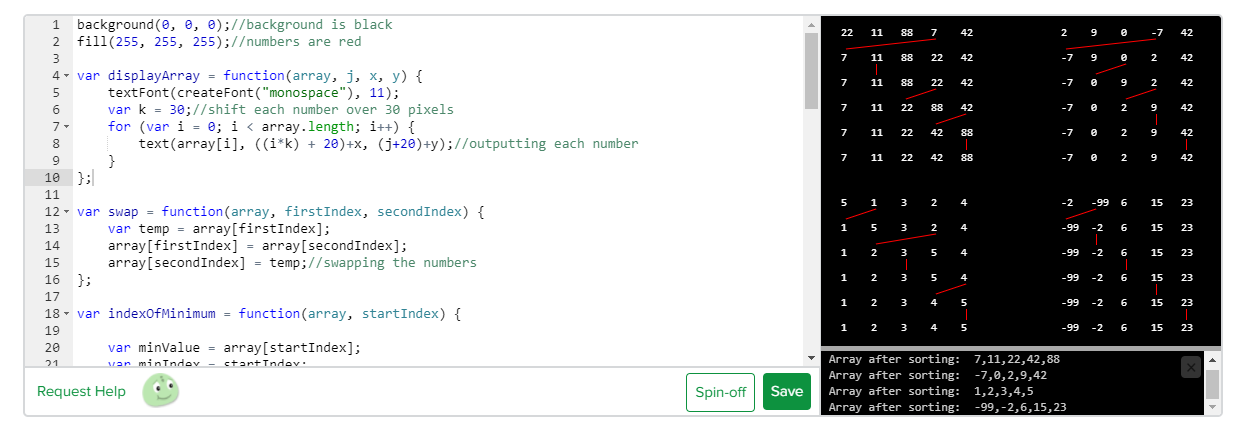 1 background(0, 0, 0);//background is black
2 fill(255, 255, 255);//numbers are red
3
4 var displayArray = function(array, j, x, y) {
5 textFont(createFont("monospace"), 11);
6 var k = 30;//shift each number over 30 pixels
7 for (var i = 0; i < array.length; i++) {
8 text(array[i], ((i*k) + 20)+x, (j+20)+y);//outputting each number
9 }
10 };
11
12 var swap = function(array, firstIndex, secondIndex) {
13 var temp = array[firstIndex];
14 array[firstIndex] = array[secondIndex];
15 array[secondIndex] = temp;//swapping the numbers
16 };
17
18 var indexOfMinimum = function(array, startIndex) {
19
20 var minValue = array[startIndex];
21 var minIndex = startIndex;
Request Help
Spin-off
Save
22 11 88 7 42
7 11 88 22 42
7 11 88 22 42
7 11 22 88 42
7 11 22 42 88
7 11 22 42 88
2 9 0 -7 42
-7 9 0 2 42
-7 0 9 2 42
-7 0 2 9 42
-7 0 2 9 42
-7 0 2 9 42
5 1 3 2 4
1 5 3 2 4
1 2 3 5 4
1 2 3 5 4
1 2 3 4 5
1 2 3 4 5
-2 -99 6 15 23
-99 -2 6 15 23
-99 -2 6 15 23
-99 -2 6 15 23
-99 -2 6 15 23
-99 -2 6 15 23
Array after sorting: 7,11,22,42,88
Array after sorting: -7,0,2,9,42
Array after sorting: 1,2,3,4,5
Array after sorting: -99,-2,6,15,23